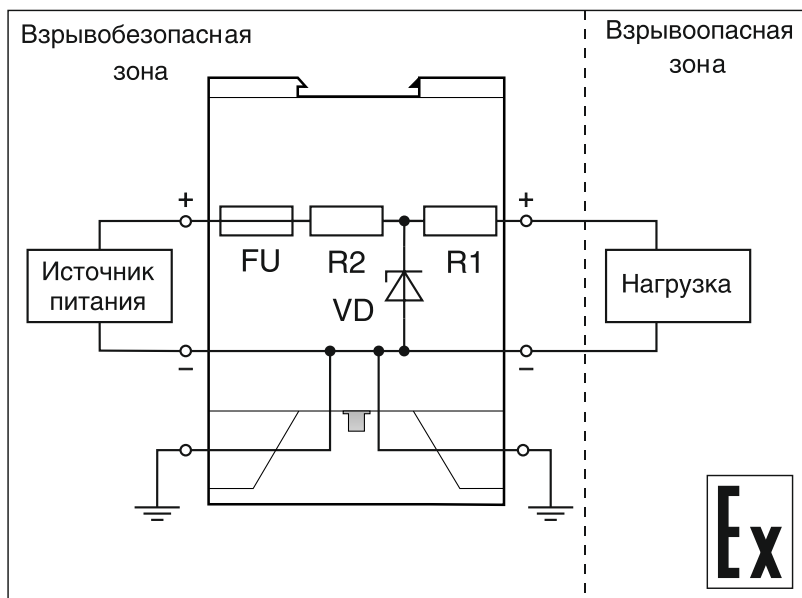 Взрывобезопасная
зона
Взрывоопасная
зона
+
+
FU
R2
R1
Источник
питания
VD
Нагрузка
–
–
Ex